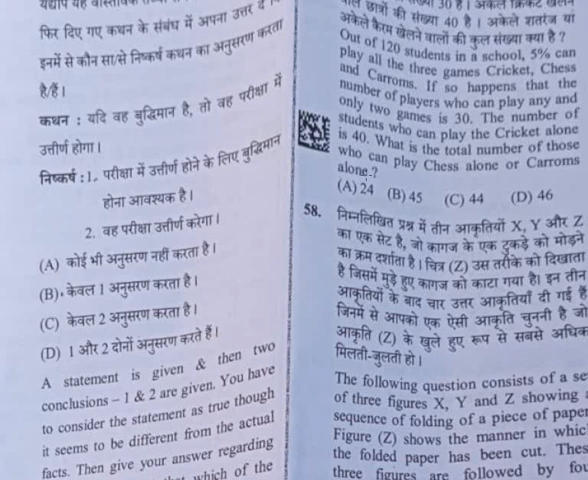 फिर दिए गए कथन के संबंध में अपना उत्तर दें
इनमें से कौन सा/से निष्कर्ष कथन का अनुसरण करता
है/हैं।
कथन : यदि वह बुद्धिमान है, तो वह परीक्षा में
उत्तीर्ण होगा।
निष्कर्ष :1. परीक्षा में उत्तीर्ण होने के लिए बुद्धिमान
होना आवश्यक है।
2. वह परीक्षा उत्तीर्ण करेगा।
(A) कोई भी अनुसरण नहीं करता है।
(B) केवल 1 अनुसरण करता है।
(C) केवल 2 अनुसरण करता है।
(D) 1 और 2 दोनों अनुसरण करते हैं।
A statement is given & then two
conclusions – 1 & 2 are given. You have
to consider the statement as true though
it seems to be different from the actual
facts. Then give your answer regarding
which of the
छात्रों की संख्या 40 है। अकेले शतरंज या
अकेले कैरम खेलने वालों की कुल संख्या क्या है?
Out of 120 students in a school, 5% can
play all the three games Cricket, Chess
and Carroms. If so happens that the
number of players who can play any and
only two games is 30. The number of
students who can play the Cricket alone
is 40. What is the total number of those
who can play Chess alone or Carroms
alone.?
(A) 24 (B) 45 (C) 44 (D) 46
58. निम्नलिखित प्रश्न में तीन आकृतियों X, Y और Z
का एक सेट है, जो कागज के एक टुकड़े को मोड़ने
का क्रम दर्शाता है। चित्र (Z) उस तरीके को दिखाता
है जिसमें मुड़े हुए कागज को काटा गया है। इन तीन
आकृतियों के बाद चार उत्तर आकृतियाँ दी गई हैं
जिनमें से आपको एक ऐसी आकृति चुननी है जो
आकृति (Z) के खुले हुए रूप से सबसे अधिक
मिलती-जुलती हो।
The following question consists of a se
of three figures X, Y and Z showing
sequence of folding of a piece of paper
Figure (Z) shows the manner in whic
the folded paper has been cut. Thes
three figures are followed by fou